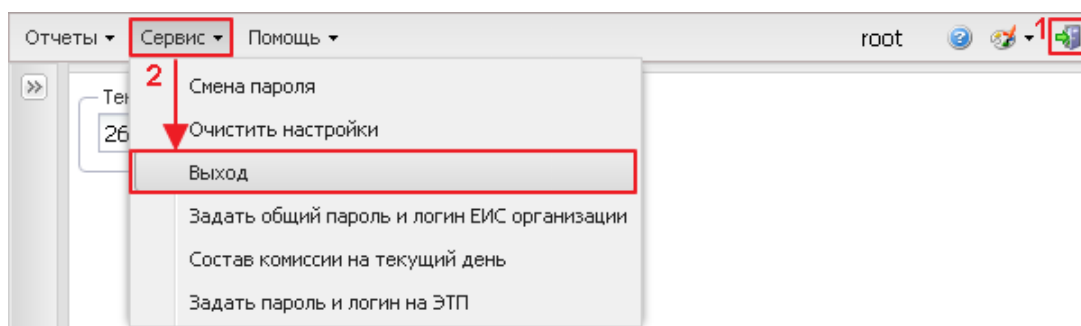 Отчеты Сервис Помощь root 1
2
Смена пароля
Очистить настройки
26
Выход
Задать общий пароль и логин ЕИС организации
Состав комиссии на текущий день
Задать пароль и логин на ЭТП